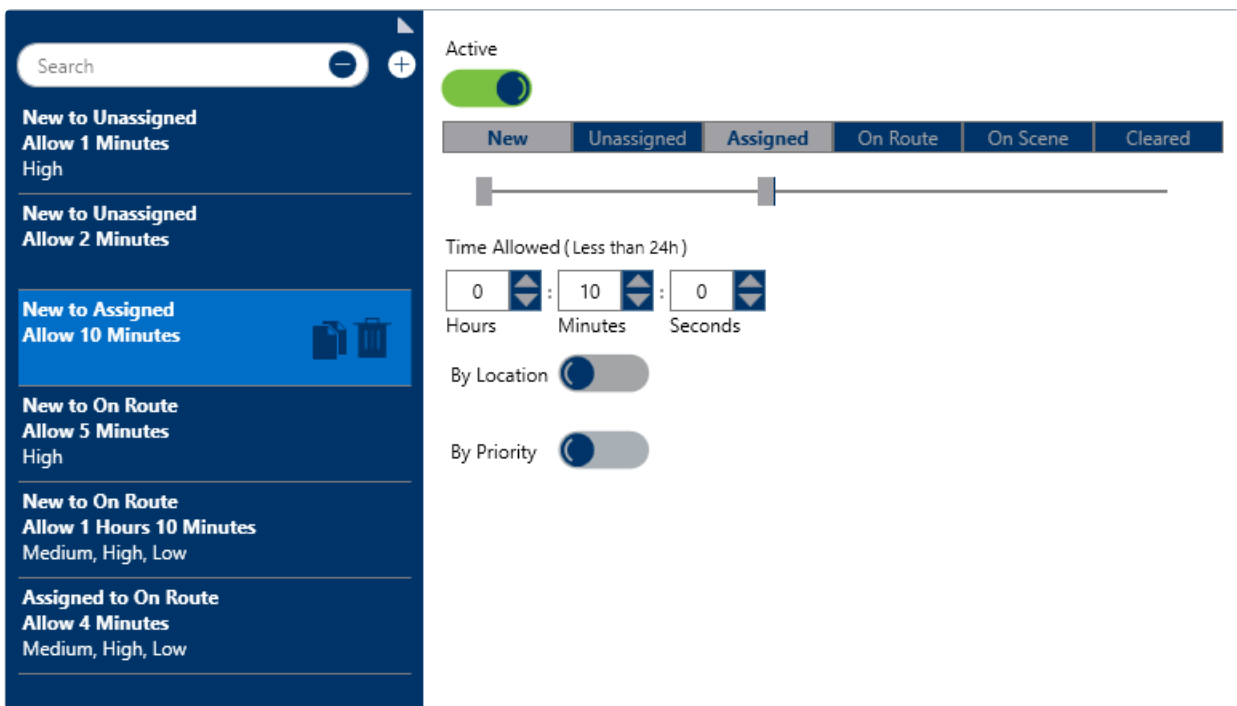 Search
New to Unassigned
Allow 1 Minutes
High
New to Unassigned
Allow 2 Minutes
New to Assigned
Allow 10 Minutes
New to On Route
Allow 5 Minutes
High
New to On Route
Allow 1 Hours 10 Minutes
Medium, High, Low
Assigned to On Route
Allow 4 Minutes
Medium, High, Low
Active
New Unassigned Assigned On Route On Scene Cleared
Time Allowed (Less than 24h)
0 : 10 : 0
Hours Minutes Seconds
By Location
By Priority